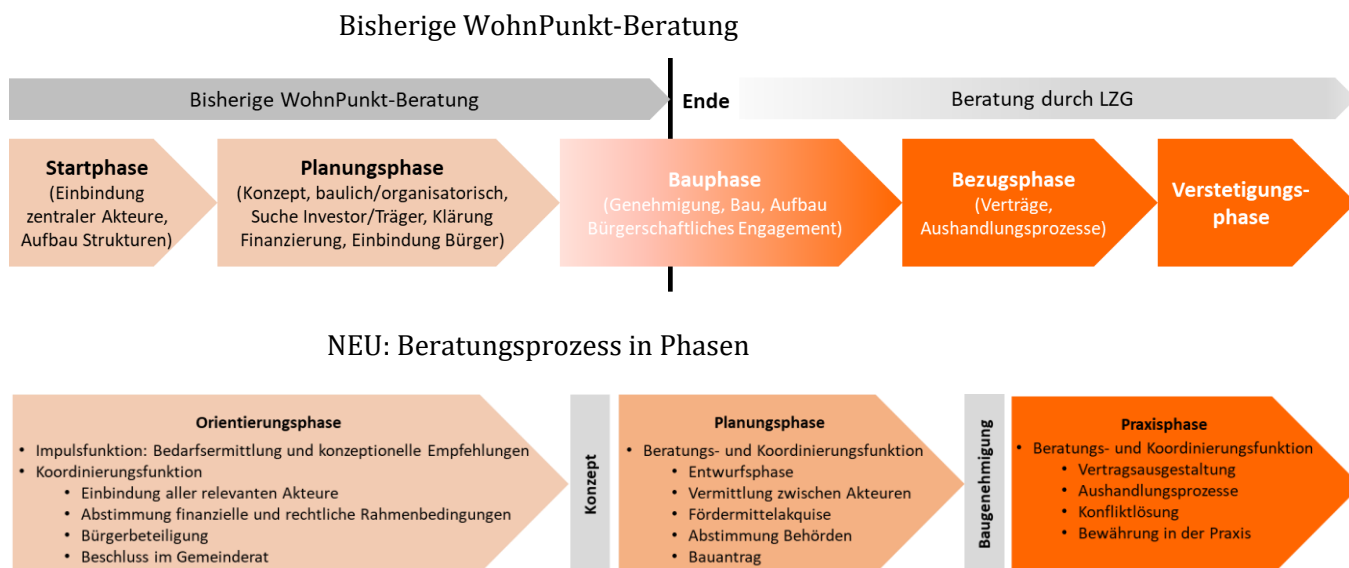 Bisherige WohnPunkt-Beratung
Bisherige WohnPunkt-Beratung
Ende
Beratung durch LZG
Startphase
(Einbindung
zentraler Akteure,
Aufbau Strukturen)
Planungsphase
(Konzept, baulich/organisatorisch,
Suche Investor/Träger, Klärung
Finanzierung, Einbindung Bürger)
Bauphase
(Genehmigung, Bau, Aufbau
Bürgerschaftliches Engagement)
Bezugsphase
(Verträge,
Aushandlungsprozesse)
Verstetigungs-
phase
NEU: Beratungsprozess in Phasen
Orientierungsphase
• Impulsfunktion: Bedarfsermittlung und konzeptionelle Empfehlungen
• Koordinierungsfunktion
• Einbindung aller relevanten Akteure
• Abstimmung finanzielle und rechtliche Rahmenbedingungen
• Bürgerbeteiligung
• Beschluss im Gemeinderat
Konzept
Planungsphase
• Beratungs- und Koordinierungsfunktion
• Entwurfsphase
• Vermittlung zwischen Akteuren
• Fördermittelakquise
• Abstimmung Behörden
• Bauantrag
Baugenehmigung
Praxisphase
• Beratungs- und Koordinierungsfunktion
• Vertragsausgestaltung
• Aushandlungsprozesse
• Konfliktlösung
• Bewährung in der Praxis